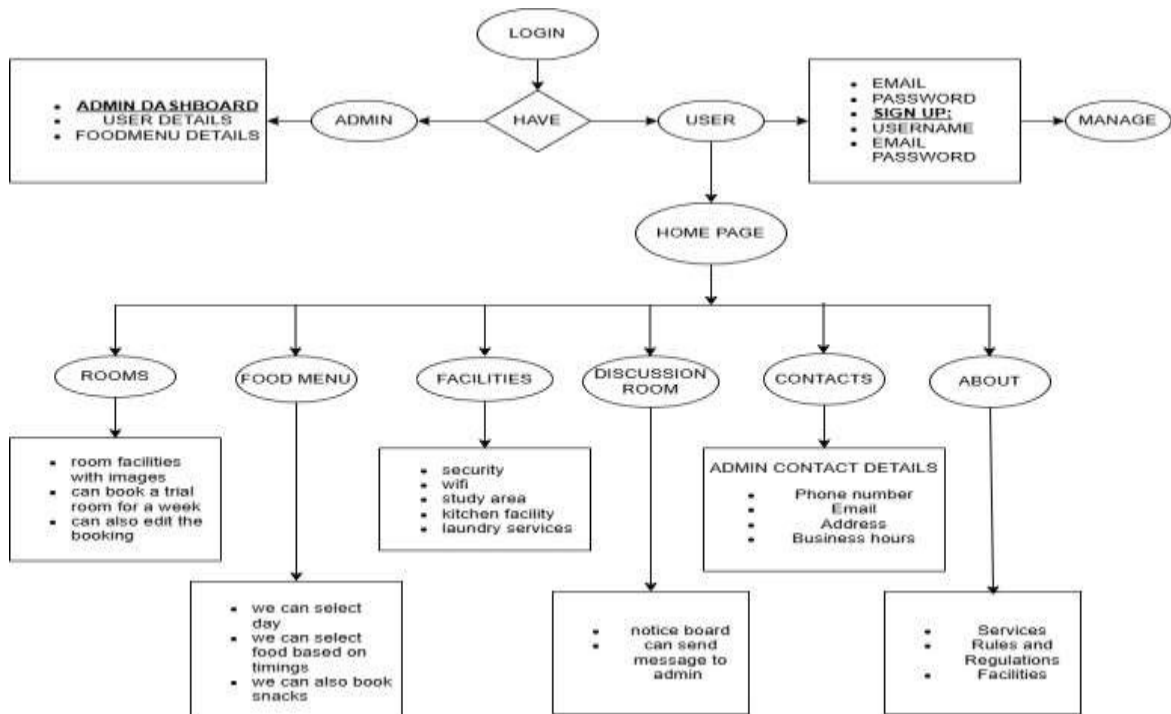 LOGIN
ADMIN DASHBOARD
USER DETAILS
FOODMENU DETAILS
ADMIN
HAVE
USER
EMAIL
PASSWORD
SIGN UP:
USERNAME
EMAIL
PASSWORD
MANAGE
HOME PAGE
ROOMS
FOOD MENU
FACILITIES
DISCUSSION
ROOM
CONTACTS
ABOUT
room facilities
with images
can book a trial
room for a week
can also edit the
booking
security
wifi
study area
kitchen facility
laundry services
ADMIN CONTACT DETAILS
Phone number
Email
Address
Business hours
we can select
day
we can select
food based on
timings
we can also book
snacks
notice board
can send
message to
admin
Services
Rules and
Regulations
Facilities